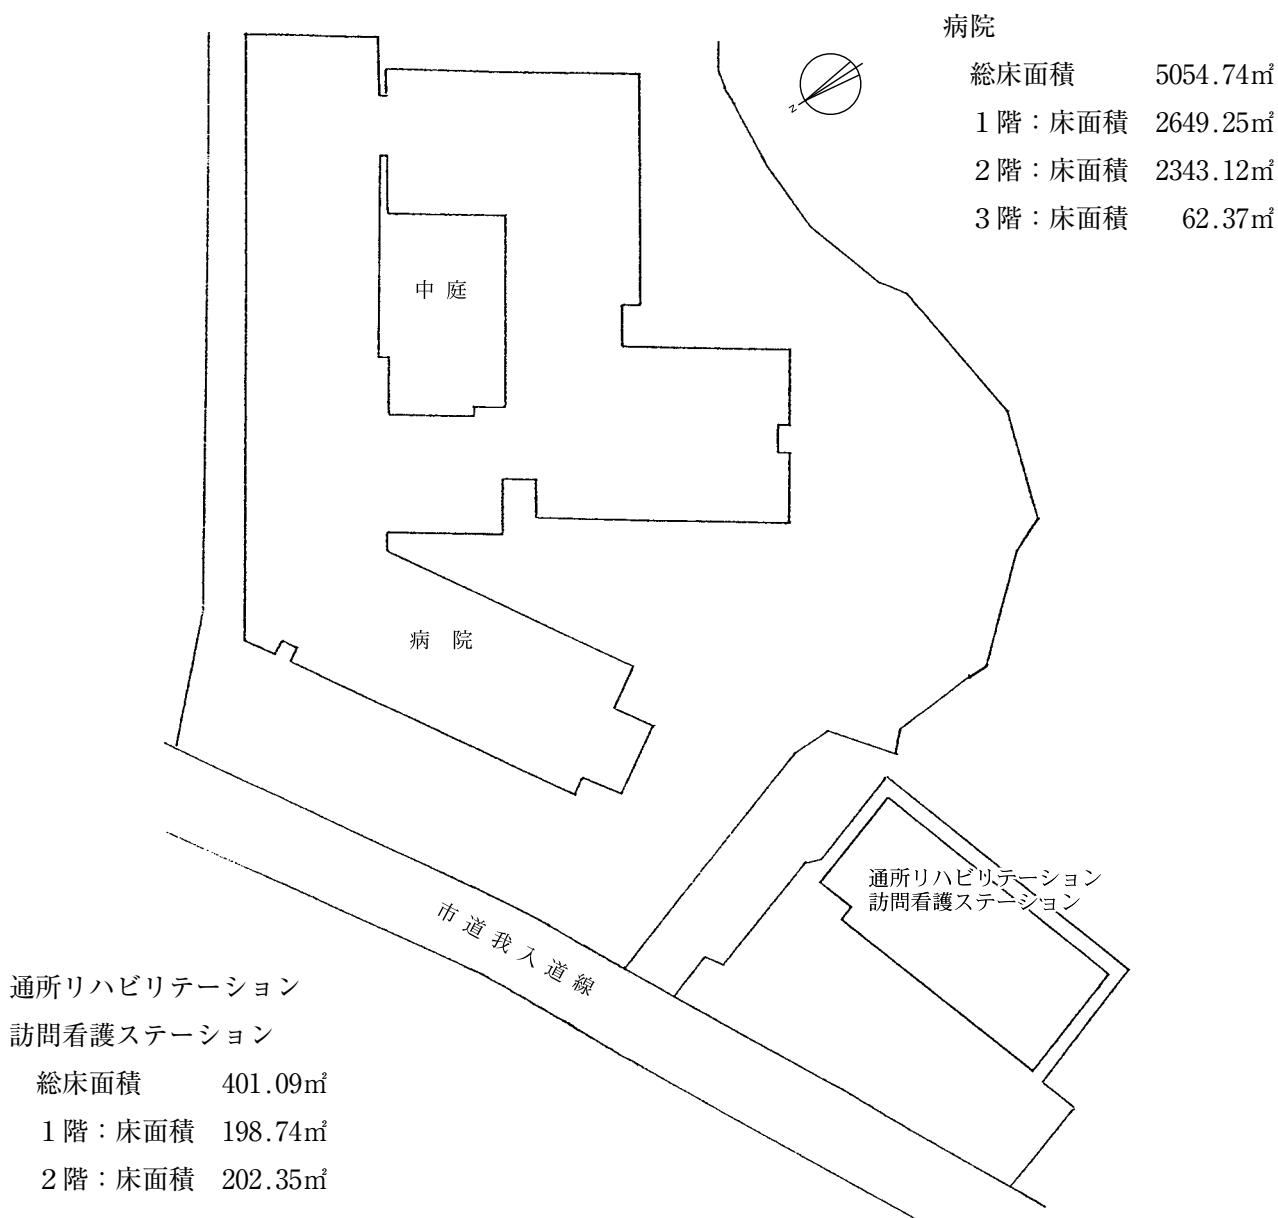 病院
総床面積 5054.74㎡
1階：床面積 2649.25㎡
2階：床面積 2343.12㎡
3階：床面積 62.37㎡
N
中庭
病院
通所リハビリテーション
訪問看護ステーション
市道我入道線
通所リハビリテーション
訪問看護ステーション
総床面積 401.09㎡
1階：床面積 198.74㎡
2階：床面積 202.35㎡